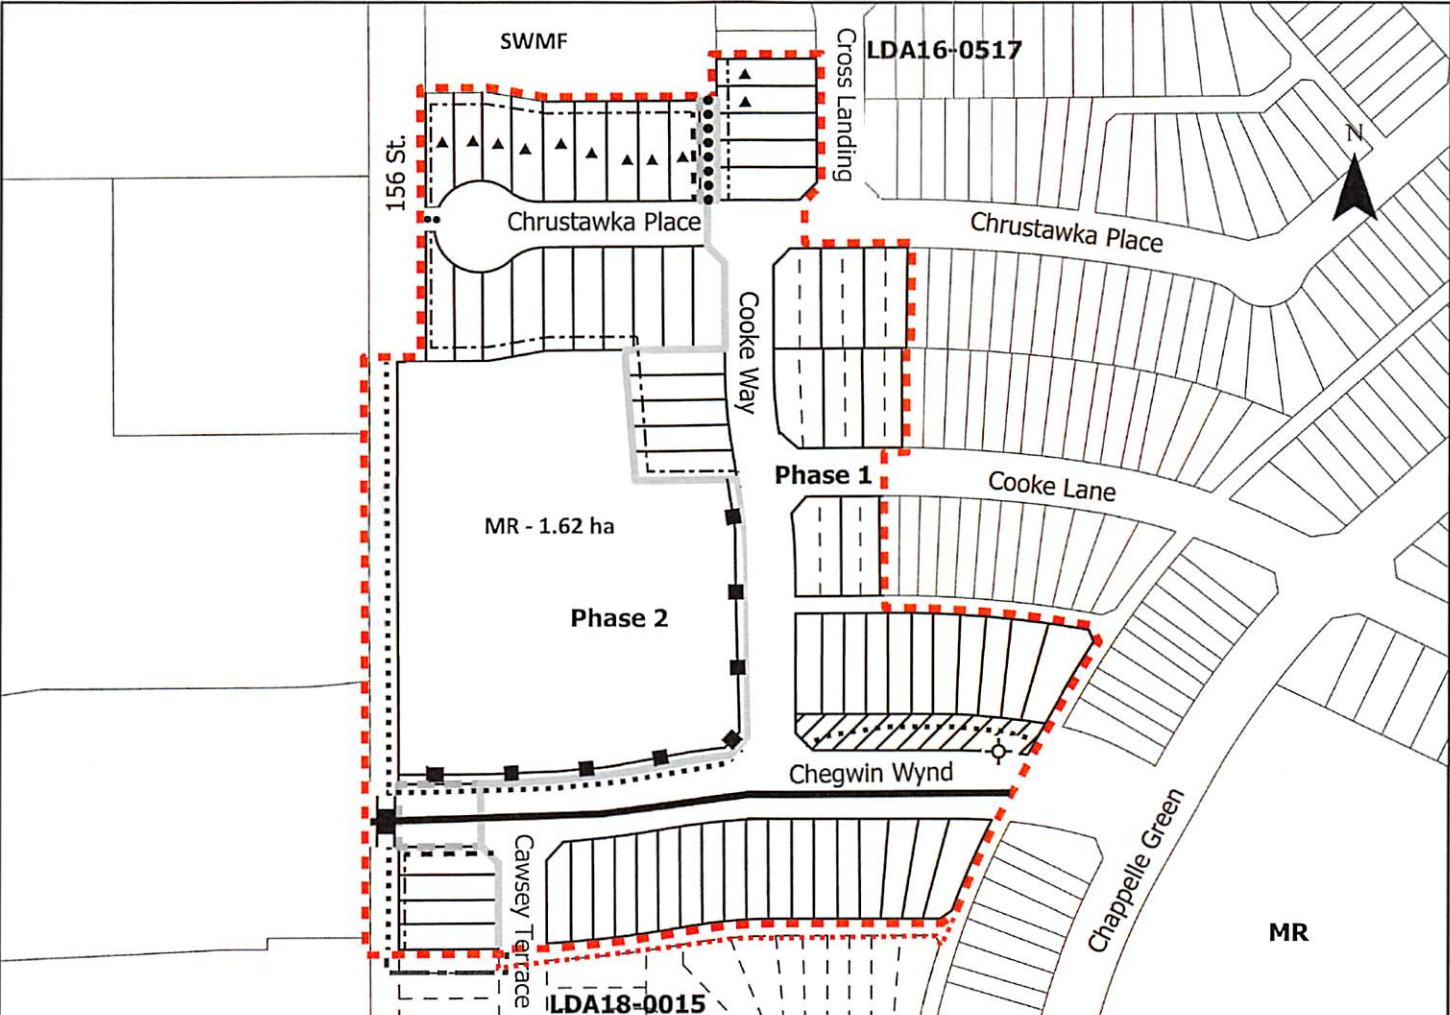 SWMF
LDA16-0517
Cross Landing
156 St.
N
Chrustawka Place
Chrustawka Place
Cooke Way
Phase 1
Cooke Lane
MR - 1.62 ha
Phase 2
Chegwin Wynd
Cawsey Terrace
Chappelle Green
MR
LDA18-0015